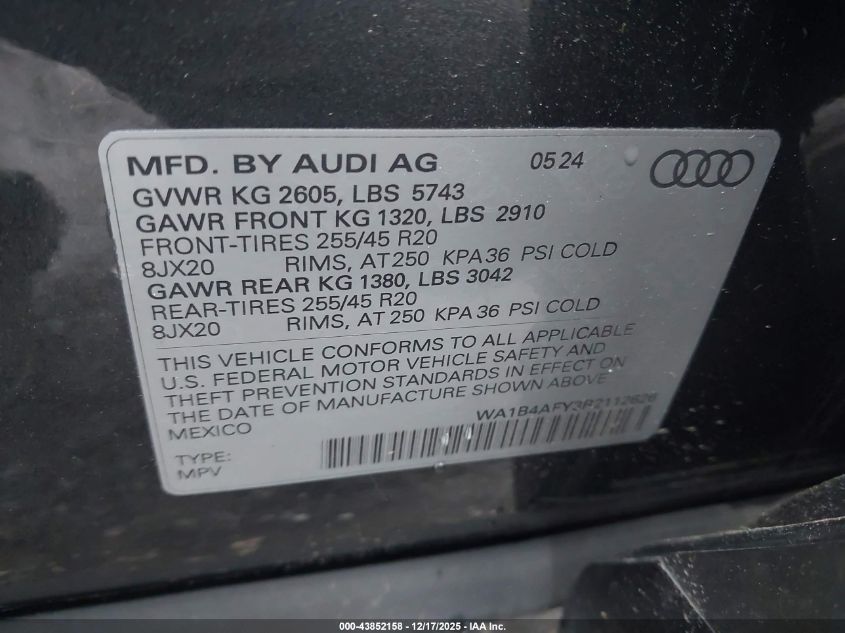 MFD. BY AUDI AG 05 24
GVWR KG 2605, LBS 5743
GAWR FRONT KG 1320, LBS 2910
FRONT-TIRES 255/45 R20
8JX20 RIMS, AT 250 KPA 36 PSI COLD
GAWR REAR KG 1380, LBS 3042
REAR-TIRES 255/45 R20
8JX20 RIMS, AT 250 KPA 36 PSI COLD
THIS VEHICLE CONFORMS TO ALL APPLICABLE
U.S. FEDERAL MOTOR VEHICLE SAFETY AND
THEFT PREVENTION STANDARDS IN EFFECT ON
THE DATE OF MANUFACTURE SHOWN ABOVE
MEXICO WA1B4AFY3R2112626
TYPE:
MPV
000-43852158 - 12/17/2025 - IAA Inc.